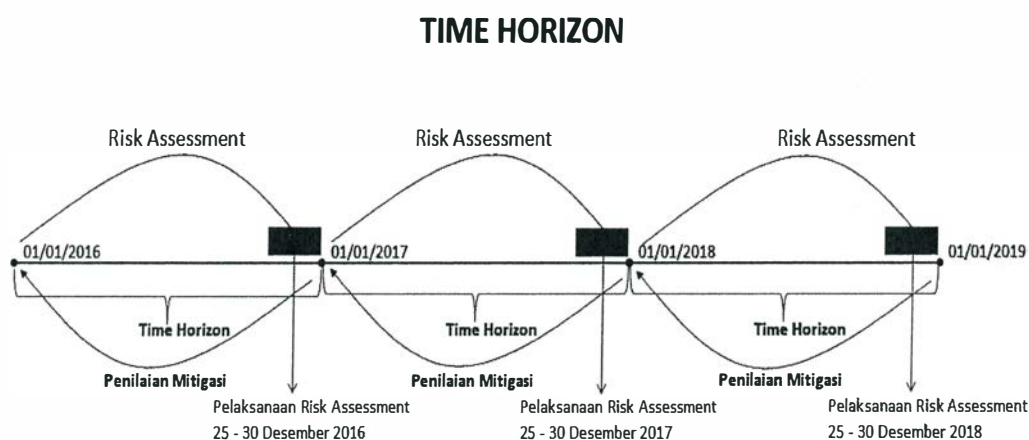 TIME HORIZON
Risk Assessment
Risk Assessment
Risk Assessment
01/01/2016
01/01/2017
01/01/2018
01/01/2019
Time Horizon
Time Horizon
Time Horizon
Penilaian Mitigasi
Penilaian Mitigasi
Penilaian Mitigasi
Pelaksanaan Risk Assessment
25 - 30 Desember 2016
Pelaksanaan Risk Assessment
25 - 30 Desember 2017
Pelaksanaan Risk Assessment
25 - 30 Desember 2018